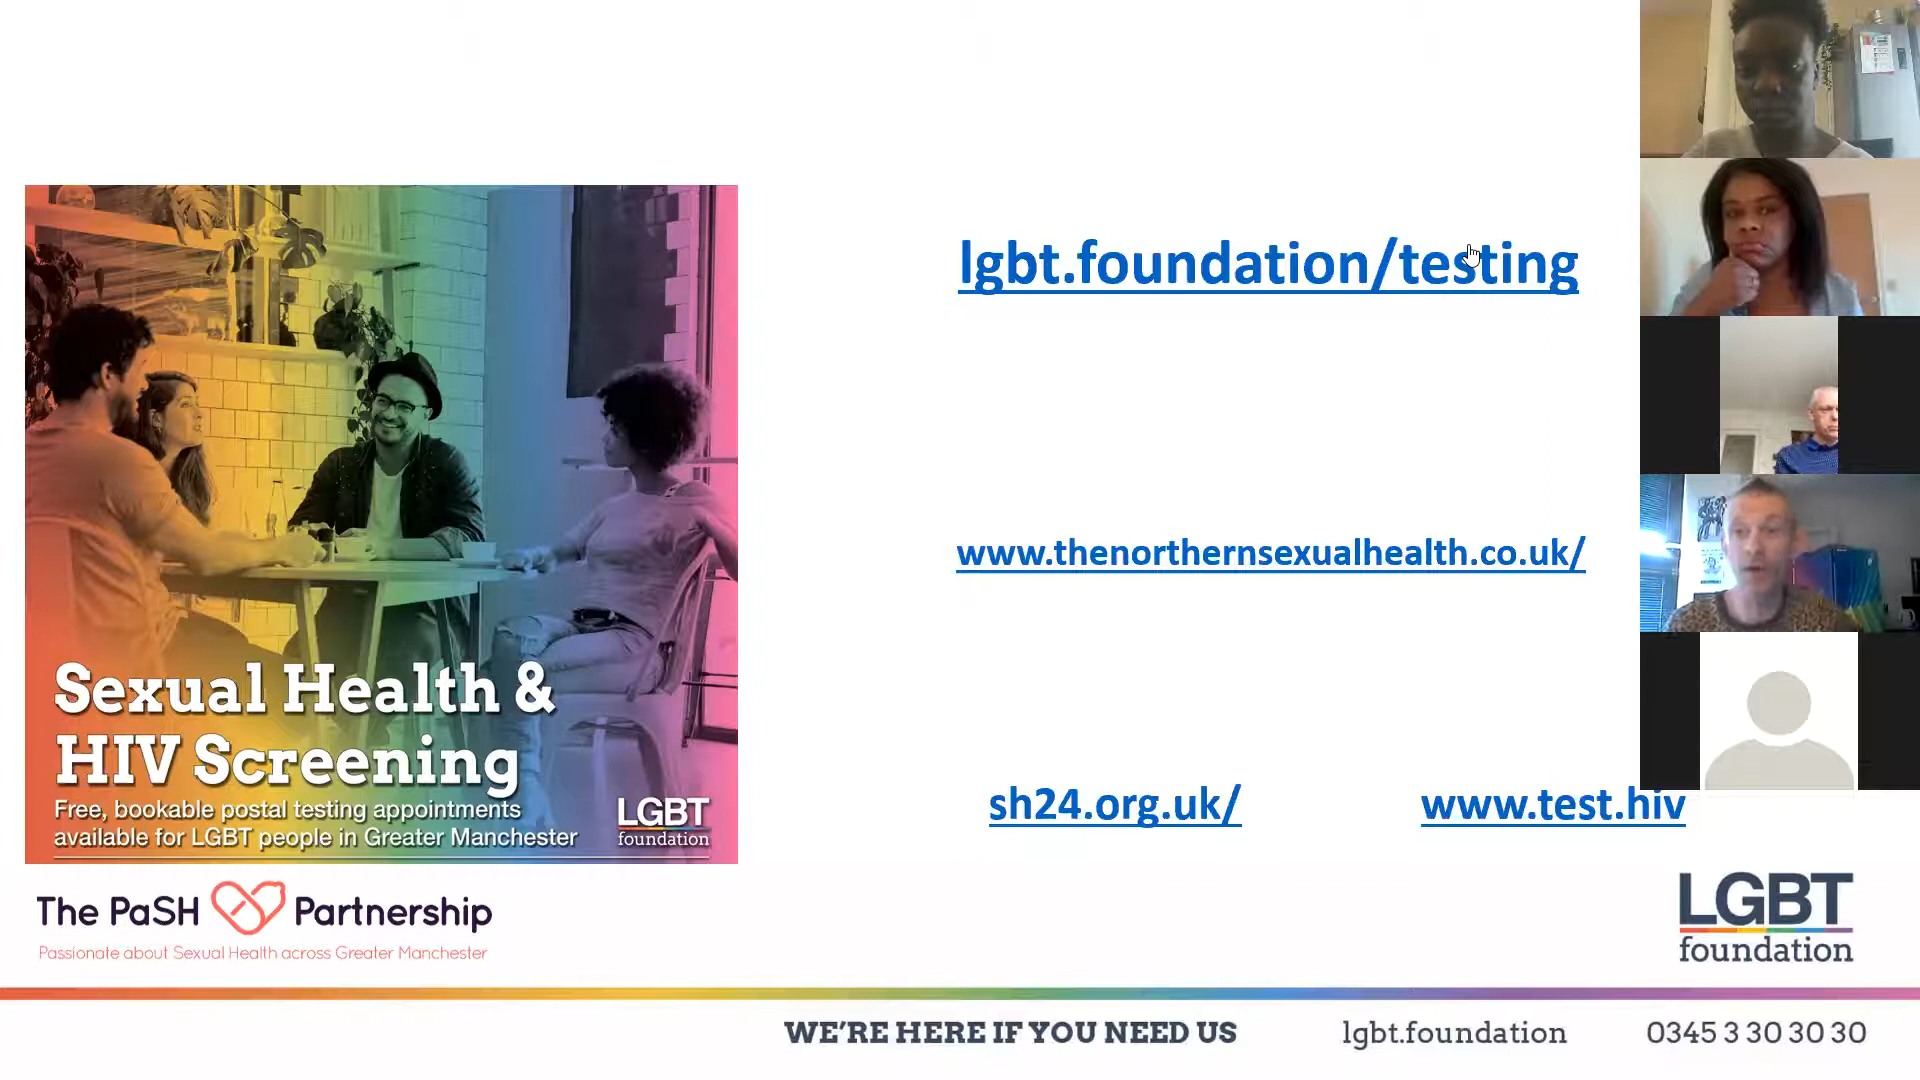 lgbt.foundation/testing
www.thenorthernsexualhealth.co.uk/
sh24.org.uk/
www.test.hiv
Sexual Health &
HIV Screening
Free, bookable postal testing appointments
available for LGBT people in Greater Manchester
LGBT
foundation
The PaSH Partnership
Passionate about Sexual Health across Greater Manchester
LGBT
foundation
WE'RE HERE IF YOU NEED US
lgbt.foundation
0345 3 30 30 30